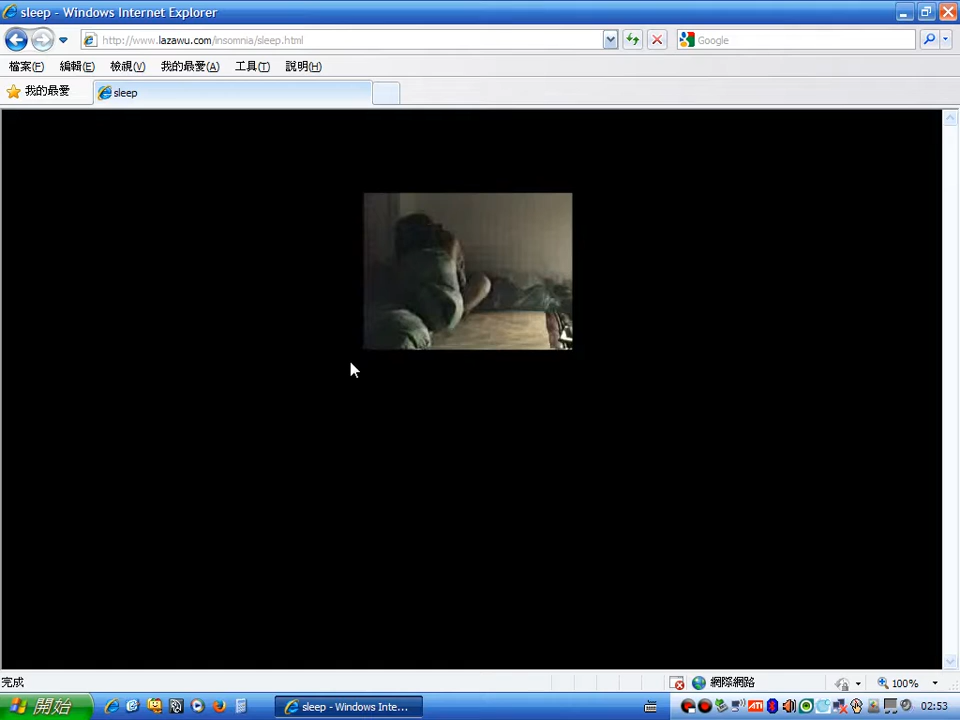 sleep - Windows Internet Explorer
http://www.lazawu.com/insomnia/sleep.html
Google
檔案(F) 編輯(E) 檢視(V) 我的最愛(A) 工具(T) 說明(H)
我的最愛 sleep
完成 網際網路 100%
開始 sleep - Windows Inte... ATI 02:53